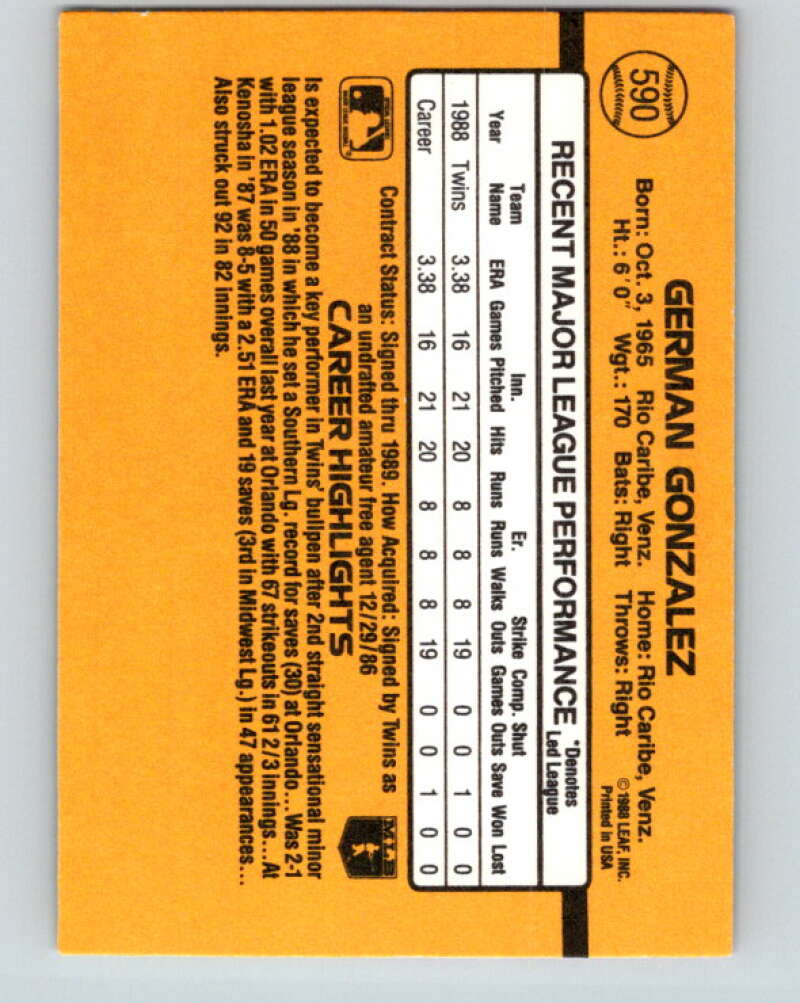 590
GERMAN GONZALEZ
Born: Oct. 3, 1965 Rio Caribe, Venz. Home: Rio Caribe, Venz.
Ht.: 6'0" Wgt.: 170 Bats: Right Throws: Right
©1988 LEAF, INC.
Printed in USA
RECENT MAJOR LEAGUE PERFORMANCE *Denotes
Led League
Team Inn. Er. Strike Comp. Shut
Year Name ERA Games Pitched Hits Runs Runs Walks Outs Games Outs Save Won Lost
1988 Twins 3.38 16 21 20 8 8 8 19 0 0 1 0 0
Career 3.38 16 21 20 8 8 8 19 0 0 1 0 0
Contract Status: Signed thru 1989. How Acquired: Signed by Twins as
an undrafted amateur free agent 12/29/86
MLB
CAREER HIGHLIGHTS
Is expected to become a key performer in Twins' bullpen after 2nd straight sensational minor
league season in '88 in which he set a Southern Lg. record for saves (30) at Orlando... Was 2-1
with 1.02 ERA in 50 games overall last year at Orlando with 67 strikeouts in 61 2/3 innings... At
Kenosha in '87 was 8-5 with a 2.51 ERA and 19 saves (3rd in Midwest Lg.) in 47 appearances...
Also struck out 92 in 82 innings.